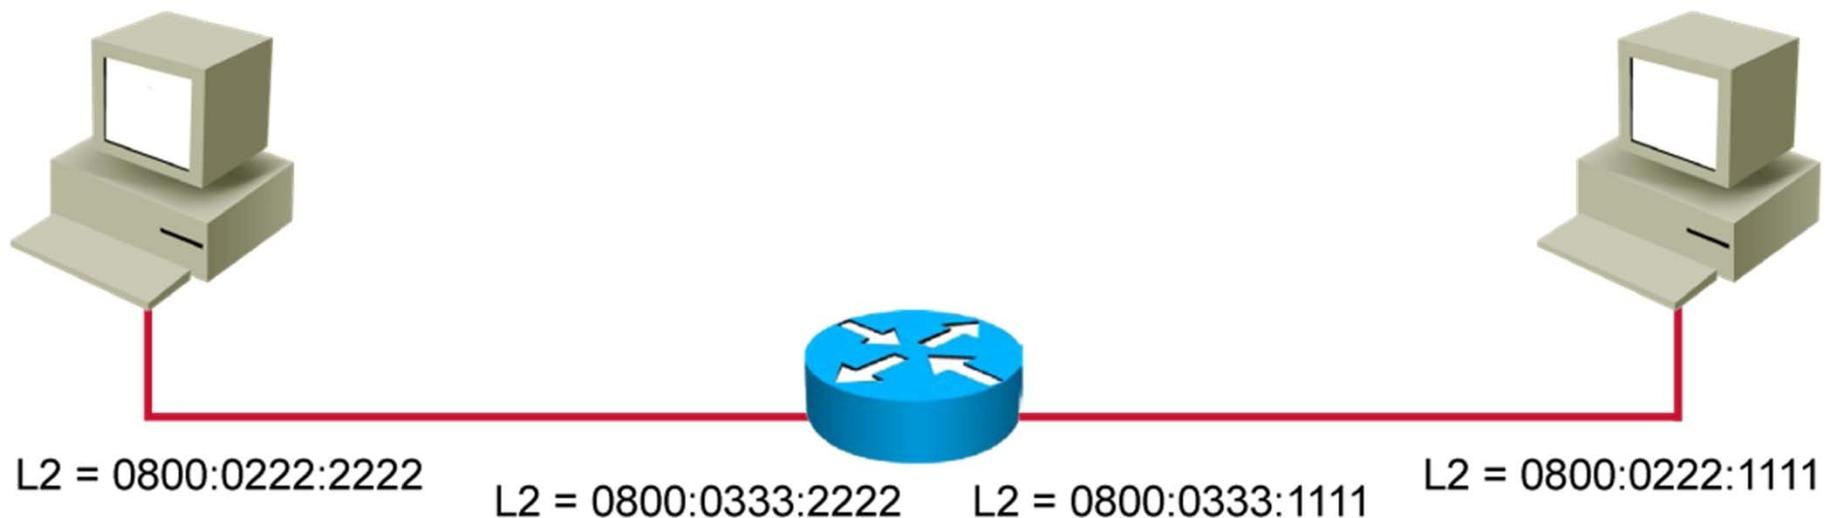 L2 = 0800:0222:2222
L2 = 0800:0333:2222
L2 = 0800:0333:1111
L2 = 0800:0222:1111